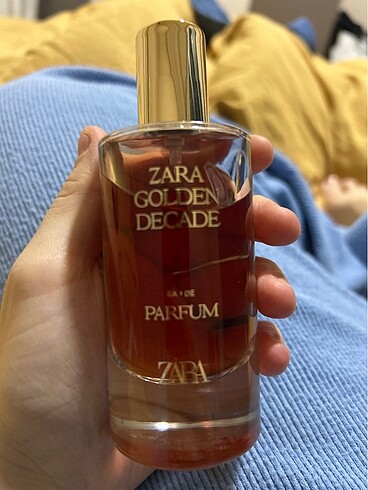 ZARA
GOLDEN
DECADE
EAU DE
PARFUM
ZARA